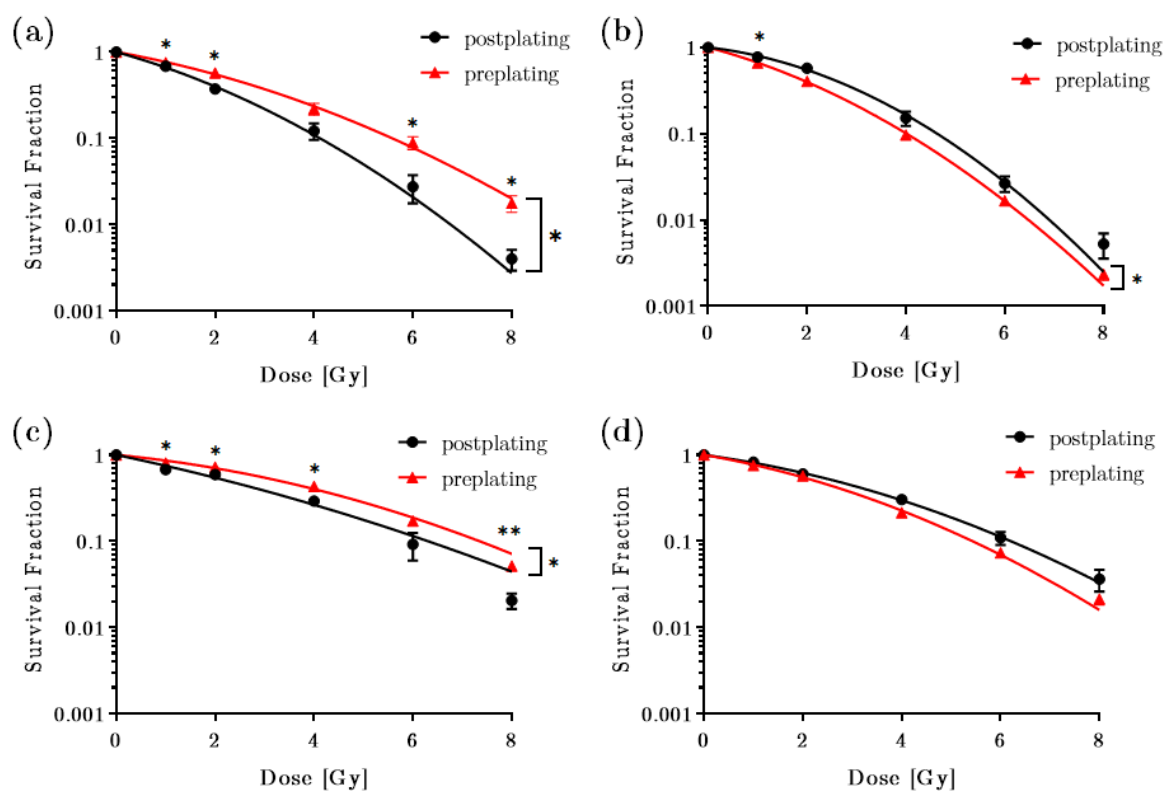 (a)
postplating
preplating
Survival Fraction
1
0.1
0.01
0.001
* * * * *
0 2 4 6 8
Dose [Gy]
(b)
postplating
preplating
Survival Fraction
1
0.1
0.01
0.001
* *
0 2 4 6 8
Dose [Gy]
(c)
postplating
preplating
Survival Fraction
1
0.1
0.01
0.001
* * * ** *
0 2 4 6 8
Dose [Gy]
(d)
postplating
preplating
Survival Fraction
1
0.1
0.01
0.001
0 2 4 6 8
Dose [Gy]